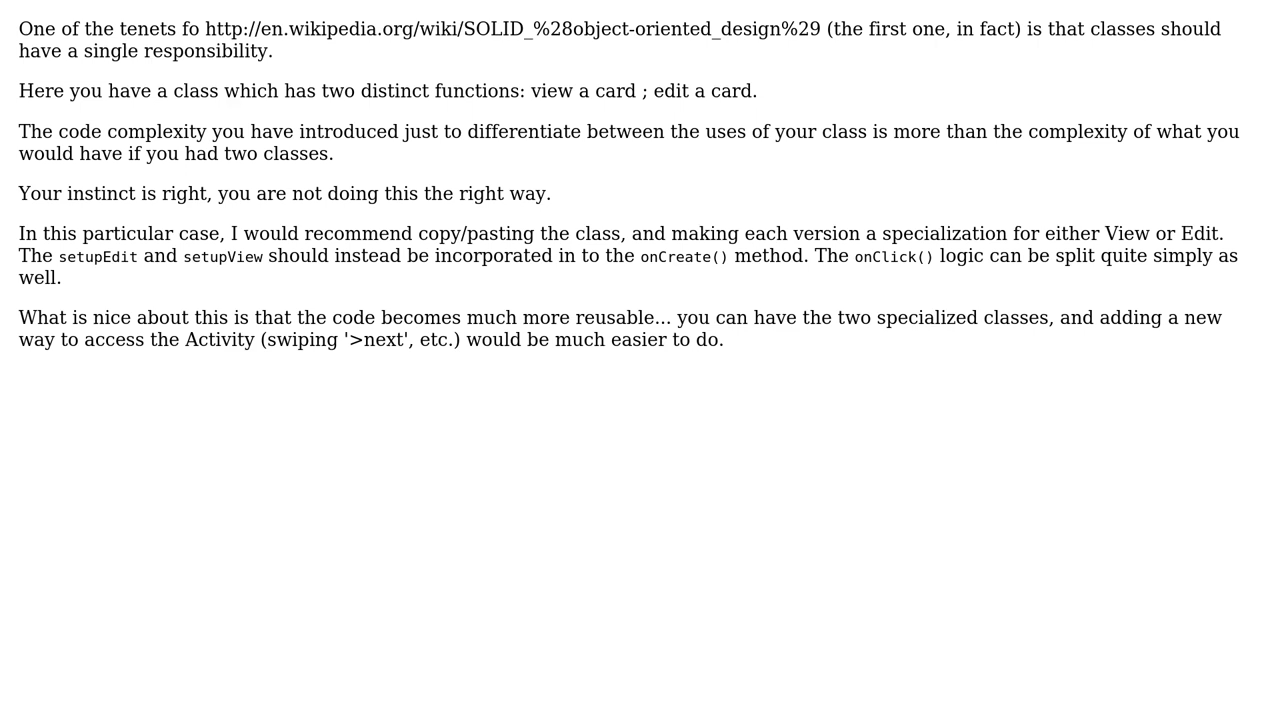 One of the tenets fo http://en.wikipedia.org/wiki/SOLID_%28object-oriented_design%29 (the first one, in fact) is that classes should
have a single responsibility.
Here you have a class which has two distinct functions: view a card ; edit a card.
The code complexity you have introduced just to differentiate between the uses of your class is more than the complexity of what you
would have if you had two classes.
Your instinct is right, you are not doing this the right way.
In this particular case, I would recommend copy/pasting the class, and making each version a specialization for either View or Edit.
The setupEdit and setupView should instead be incorporated in to the onCreate() method. The onClick() logic can be split quite simply as
well.
What is nice about this is that the code becomes much more reusable... you can have the two specialized classes, and adding a new
way to access the Activity (swiping '>next', etc.) would be much easier to do.